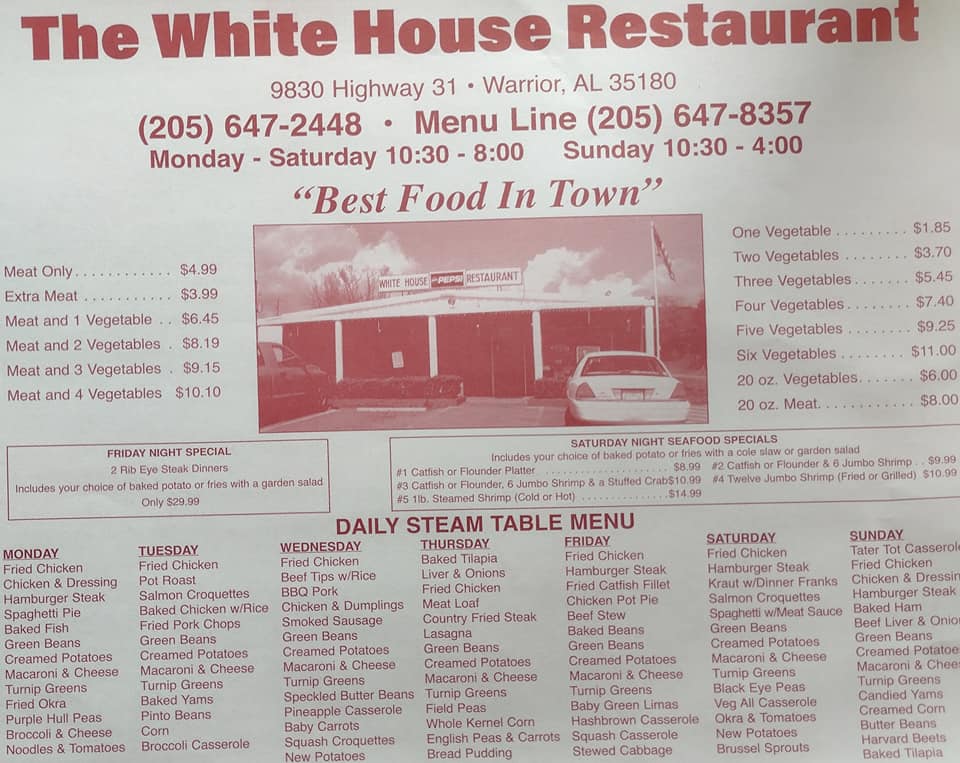 The White House Restaurant
9830 Highway 31 • Warrior, AL 35180
(205) 647-2448 • Menu Line (205) 647-8357
Monday - Saturday 10:30 - 8:00 Sunday 10:30 - 4:00
“Best Food In Town”
Meat Only . . . . . . . . . . . . $4.99
Extra Meat . . . . . . . . . . . $3.99
Meat and 1 Vegetable . . $6.45
Meat and 2 Vegetables . $8.19
Meat and 3 Vegetables . $9.15
Meat and 4 Vegetables $10.10
WHITE HOUSE PEPSI RESTAURANT
One Vegetable . . . . . . . . . $1.85
Two Vegetables . . . . . . . . $3.70
Three Vegetables . . . . . . . $5.45
Four Vegetables . . . . . . . . $7.40
Five Vegetables . . . . . . . . $9.25
Six Vegetables . . . . . . . . $11.00
20 oz. Vegetables. . . . . . . $6.00
20 oz. Meat. . . . . . . . . . . . $8.00
FRIDAY NIGHT SPECIAL
2 Rib Eye Steak Dinners
Includes your choice of baked potato or fries with a garden salad
Only $29.99
SATURDAY NIGHT SEAFOOD SPECIALS
Includes your choice of baked potato or fries with a cole slaw or garden salad
#1 Catfish or Flounder Platter . . . . . . . . . . . . . . . . . . . . $8.99 #2 Catfish or Flounder & 6 Jumbo Shrimp . . $9.99
#3 Catfish or Flounder, 6 Jumbo Shrimp & a Stuffed Crab$10.99 #4 Twelve Jumbo Shrimp (Fried or Grilled) $10.99
#5 1lb. Steamed Shrimp (Cold or Hot) . . . . . . . . . . . . . . $14.99
DAILY STEAM TABLE MENU
MONDAY
Fried Chicken
Chicken & Dressing
Hamburger Steak
Spaghetti Pie
Baked Fish
Green Beans
Creamed Potatoes
Macaroni & Cheese
Turnip Greens
Fried Okra
Purple Hull Peas
Broccoli & Cheese
Noodles & Tomatoes
TUESDAY
Fried Chicken
Pot Roast
Salmon Croquettes
Baked Chicken w/Rice
Fried Pork Chops
Green Beans
Creamed Potatoes
Macaroni & Cheese
Turnip Greens
Baked Yams
Pinto Beans
Corn
Broccoli Casserole
WEDNESDAY
Fried Chicken
Beef Tips w/Rice
BBQ Pork
Chicken & Dumplings
Smoked Sausage
Green Beans
Creamed Potatoes
Macaroni & Cheese
Turnip Greens
Speckled Butter Beans
Pineapple Casserole
Baby Carrots
Squash Croquettes
New Potatoes
THURSDAY
Baked Tilapia
Liver & Onions
Fried Chicken
Meat Loaf
Country Fried Steak
Lasagna
Green Beans
Creamed Potatoes
Macaroni & Cheese
Turnip Greens
Field Peas
Whole Kernel Corn
English Peas & Carrots
Bread Pudding
FRIDAY
Fried Chicken
Hamburger Steak
Fried Catfish Fillet
Chicken Pot Pie
Beef Stew
Baked Beans
Green Beans
Creamed Potatoes
Macaroni & Cheese
Turnip Greens
Baby Green Limas
Hashbrown Casserole
Squash Casserole
Stewed Cabbage
SATURDAY
Fried Chicken
Hamburger Steak
Kraut w/Dinner Franks
Salmon Croquettes
Spaghetti w/Meat Sauce
Green Beans
Creamed Potatoes
Macaroni & Cheese
Turnip Greens
Black Eye Peas
Veg All Casserole
Okra & Tomatoes
New Potatoes
Brussel Sprouts
SUNDAY
Tater Tot Casserol
Fried Chicken
Chicken & Dressin
Hamburger Steak
Baked Ham
Beef Liver & Onio
Green Beans
Creamed Potatoe
Macaroni & Chee
Turnip Greens
Candied Yams
Creamed Corn
Butter Beans
Harvard Beets
Baked Tilapia